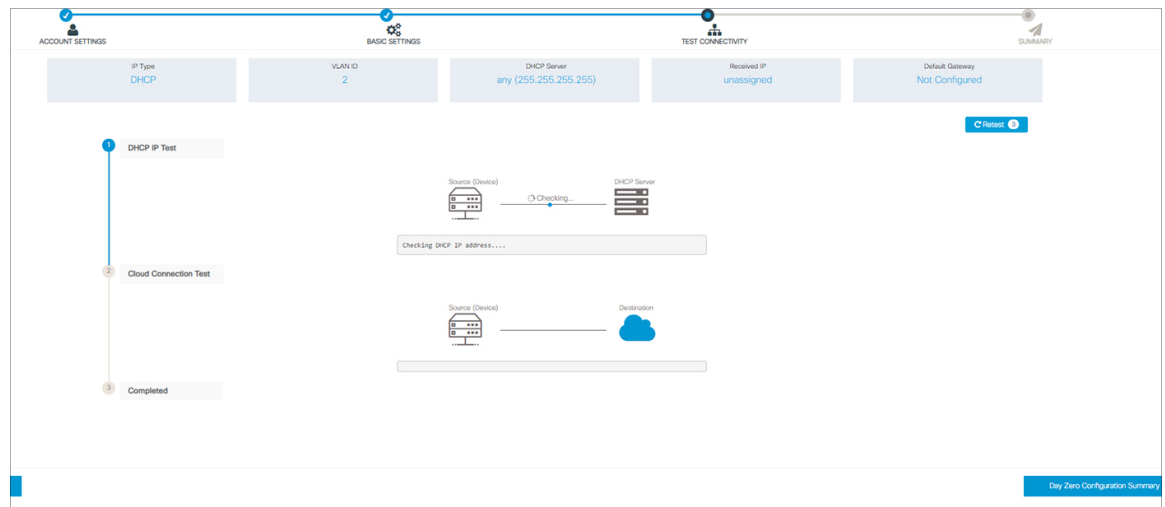 ACCOUNT SETTINGS
BASIC SETTINGS
TEST CONNECTIVITY
SUMMARY
IP Type
DHCP
VLAN ID
2
DHCP Server
any (255.255.255.255)
Received IP
unassigned
Default Gateway
Not Configured
Retest 3
1
DHCP IP Test
Source (Device)
DHCP Server
Checking...
Checking DHCP IP address....
2
Cloud Connection Test
Source (Device)
Destination
3
Completed
Day Zero Configuration Summary